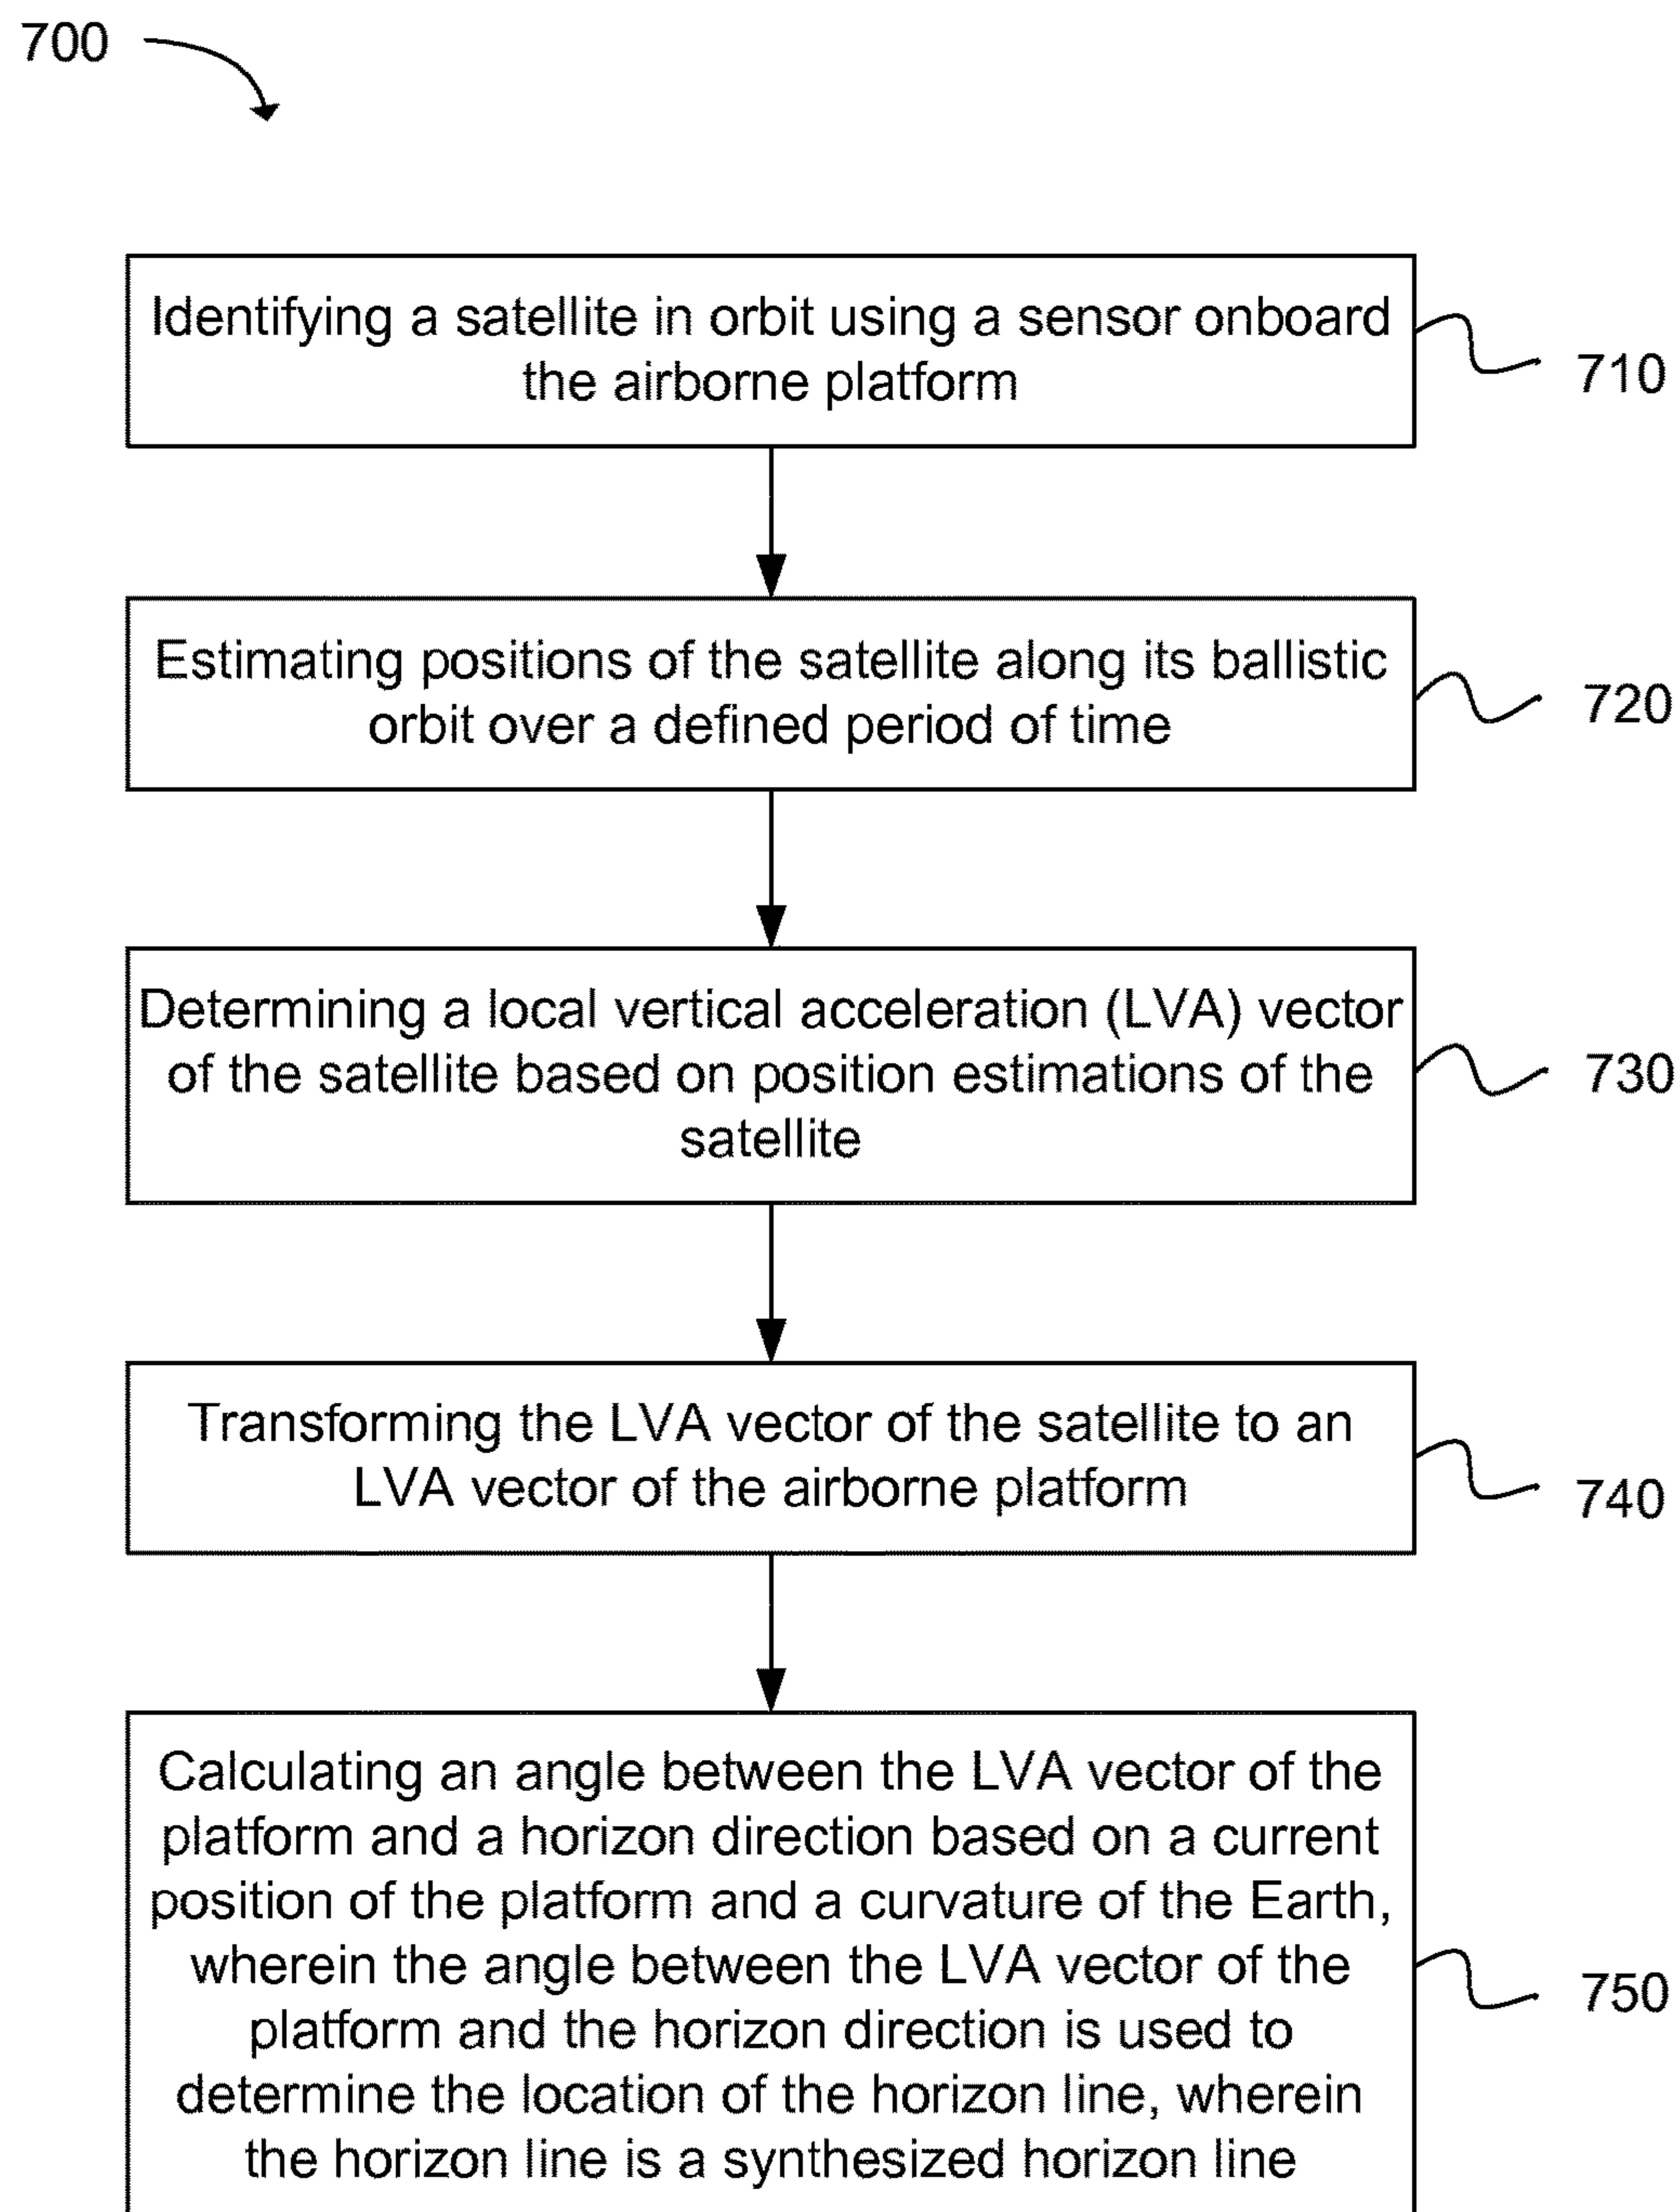 700
Identifying a satellite in orbit using a sensor onboard
the airborne platform
710
Estimating positions of the satellite along its ballistic
orbit over a defined period of time
720
Determining a local vertical acceleration (LVA) vector
of the satellite based on position estimations of the
satellite
730
Transforming the LVA vector of the satellite to an
LVA vector of the airborne platform
740
Calculating an angle between the LVA vector of the
platform and a horizon direction based on a current
position of the platform and a curvature of the Earth,
wherein the angle between the LVA vector of the
platform and the horizon direction is used to
determine the location of the horizon line, wherein
the horizon line is a synthesized horizon line
750